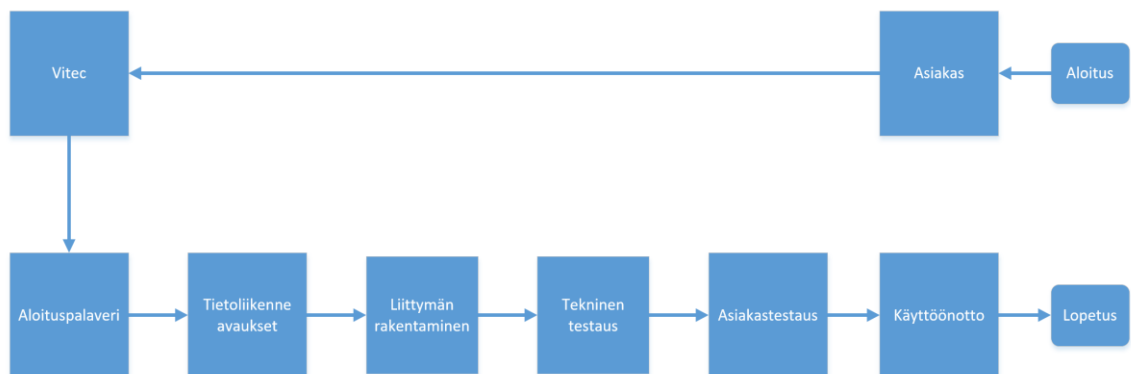 Vitec
Asiakas
Aloitus
Aloituspalaveri
Tietoliikenne
avaukset
Liittymän
rakentaminen
Tekninen
testaus
Asiakastestaus
Käyttöönotto
Lopetus